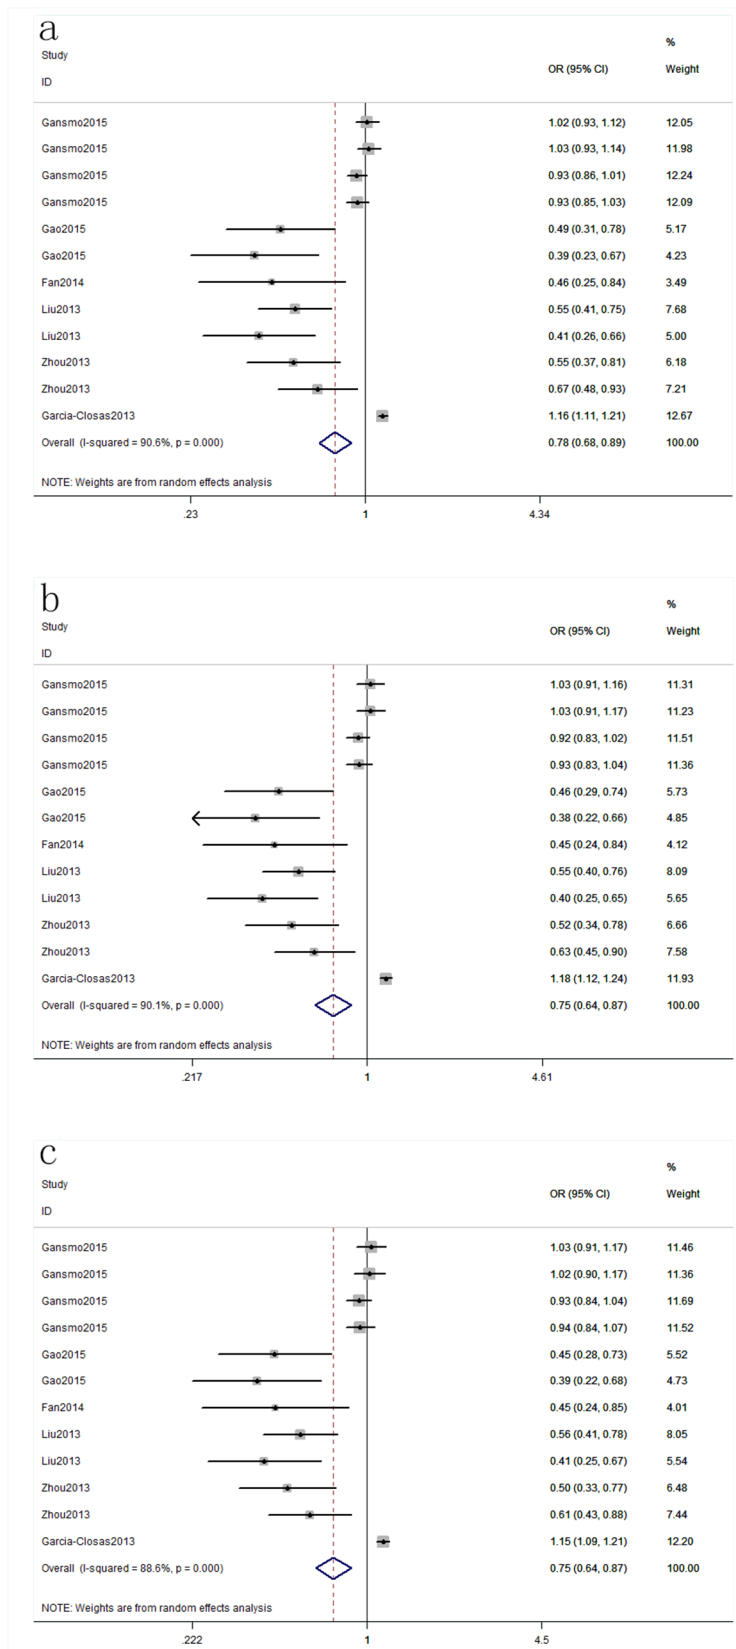 a
%
Study
OR (95% CI) Weight
ID
Gansmo2015 1.02 (0.93, 1.12) 12.05
Gansmo2015 1.03 (0.93, 1.14) 11.98
Gansmo2015 0.93 (0.86, 1.01) 12.24
Gansmo2015 0.93 (0.85, 1.03) 12.09
Gao2015 0.49 (0.31, 0.78) 5.17
Gao2015 0.39 (0.23, 0.67) 4.23
Fan2014 0.46 (0.25, 0.84) 3.49
Liu2013 0.55 (0.41, 0.75) 7.68
Liu2013 0.41 (0.26, 0.66) 5.00
Zhou2013 0.55 (0.37, 0.81) 6.18
Zhou2013 0.67 (0.48, 0.93) 7.21
Garcia-Closas2013 1.16 (1.11, 1.21) 12.67
Overall (I-squared = 90.6%, p = 0.000) 0.78 (0.68, 0.89) 100.00
NOTE: Weights are from random effects analysis
.23 1 4.34
b
%
Study
OR (95% CI) Weight
ID
Gansmo2015 1.03 (0.91, 1.16) 11.31
Gansmo2015 1.03 (0.91, 1.17) 11.23
Gansmo2015 0.92 (0.83, 1.02) 11.51
Gansmo2015 0.93 (0.83, 1.04) 11.36
Gao2015 0.46 (0.29, 0.74) 5.73
Gao2015 0.38 (0.22, 0.66) 4.85
Fan2014 0.45 (0.24, 0.84) 4.12
Liu2013 0.55 (0.40, 0.76) 8.09
Liu2013 0.40 (0.25, 0.65) 5.65
Zhou2013 0.52 (0.34, 0.78) 6.66
Zhou2013 0.63 (0.45, 0.90) 7.58
Garcia-Closas2013 1.18 (1.12, 1.24) 11.93
Overall (I-squared = 90.1%, p = 0.000) 0.75 (0.64, 0.87) 100.00
NOTE: Weights are from random effects analysis
.217 1 4.61
c
%
Study
OR (95% CI) Weight
ID
Gansmo2015 1.03 (0.91, 1.17) 11.46
Gansmo2015 1.02 (0.90, 1.17) 11.36
Gansmo2015 0.93 (0.84, 1.04) 11.69
Gansmo2015 0.94 (0.84, 1.07) 11.52
Gao2015 0.45 (0.28, 0.73) 5.52
Gao2015 0.39 (0.22, 0.68) 4.73
Fan2014 0.45 (0.24, 0.85) 4.01
Liu2013 0.56 (0.41, 0.78) 8.05
Liu2013 0.41 (0.25, 0.67) 5.54
Zhou2013 0.50 (0.33, 0.77) 6.48
Zhou2013 0.61 (0.43, 0.88) 7.44
Garcia-Closas2013 1.15 (1.09, 1.21) 12.20
Overall (I-squared = 88.6%, p = 0.000) 0.75 (0.64, 0.87) 100.00
NOTE: Weights are from random effects analysis
.222 1 4.5